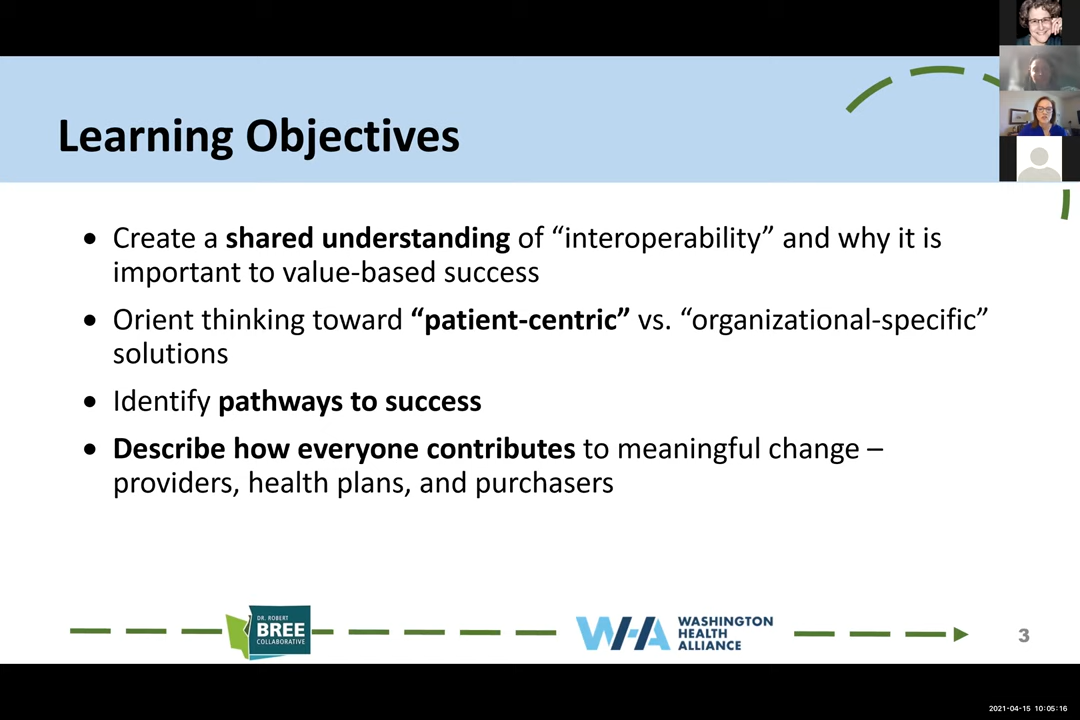 Learning Objectives
• Create a shared understanding of “interoperability” and why it is
important to value-based success
• Orient thinking toward “patient-centric” vs. “organizational-specific”
solutions
• Identify pathways to success
• Describe how everyone contributes to meaningful change –
providers, health plans, and purchasers
DR. ROBERT
BREE
COLLABORATIVE
WHA
WASHINGTON
HEALTH
ALLIANCE
3
2021-04-15 10:05:16